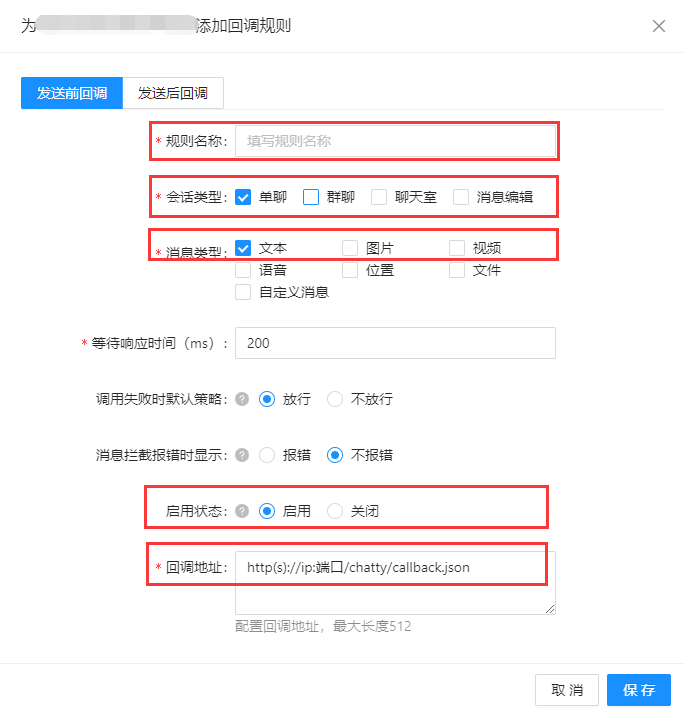 为 添加回调规则
发送前回调 发送后回调
* 规则名称: 填写规则名称
* 会话类型: 单聊 群聊 聊天室 消息编辑
* 消息类型: 文本 图片 视频
语音 位置 文件
自定义消息
* 等待响应时间（ms）: 200
调用失败时默认策略: ? 放行 不放行
消息拦截报错时显示: ? 报错 不报错
启用状态: ? 启用 关闭
* 回调地址: http(s)://ip:端口/chatty/callback.json
配置回调地址，最大长度512
取 消 保 存